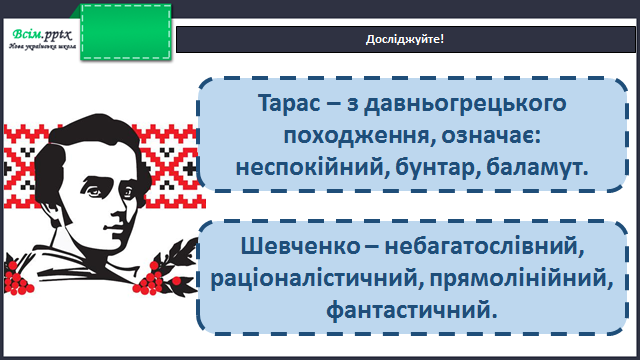 Всім.pptx
Нова українська школа
Досліджуйте!
Тарас – з давньогрецького
походження, означає:
неспокійний, бунтар, баламут.
Шевченко – небагатослівний,
раціоналістичний, прямолінійний,
фантастичний.